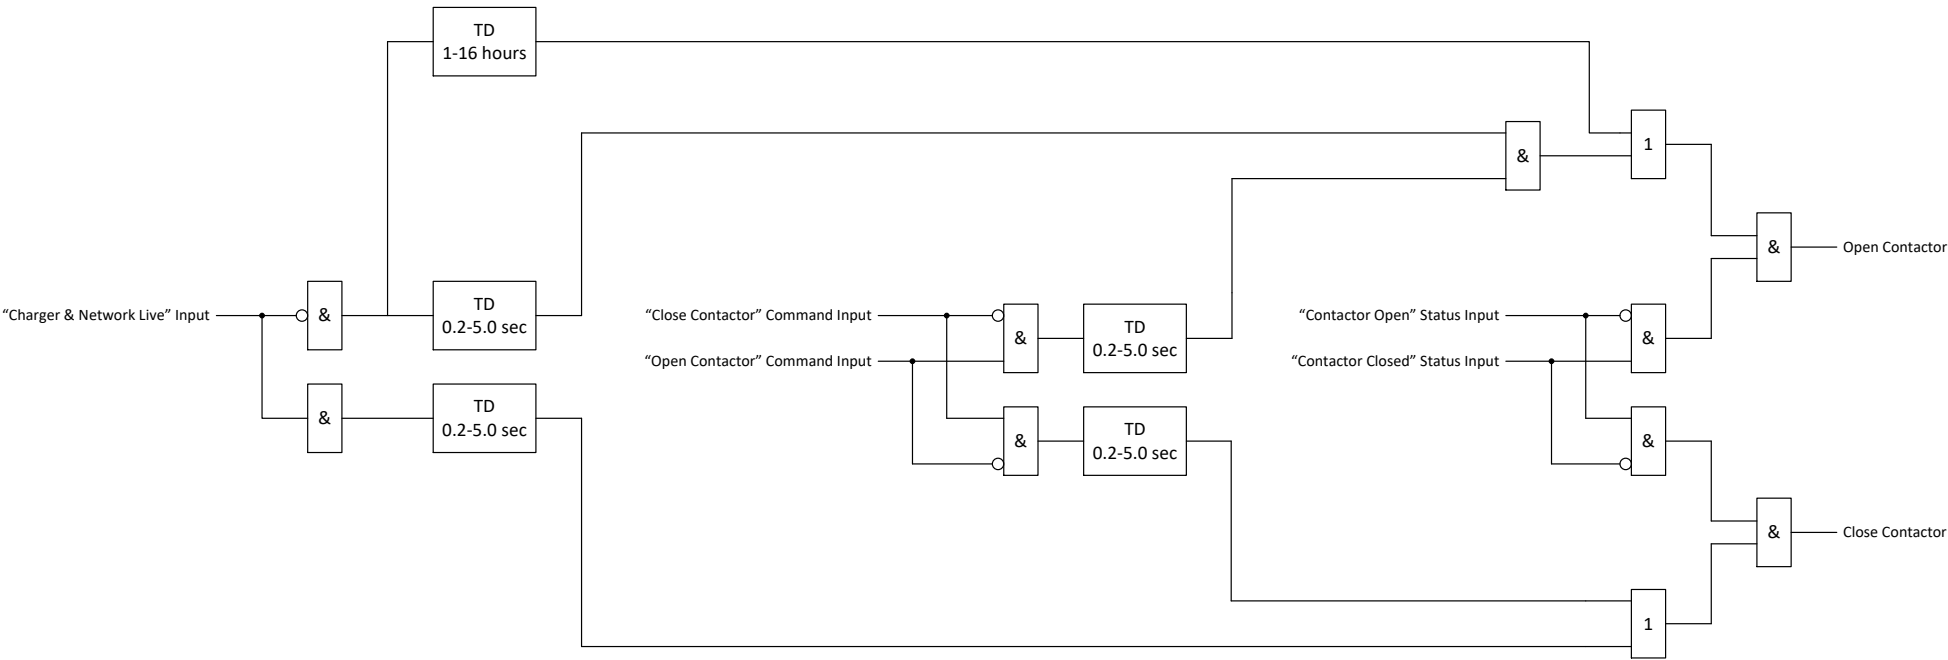 TD
1-16 hours
1
&
&
Open Contactor
“Charger & Network Live” Input
&
TD
0.2-5.0 sec
“Close Contactor” Command Input
“Open Contactor” Command Input
&
TD
0.2-5.0 sec
“Contactor Open” Status Input
“Contactor Closed” Status Input
&
&
TD
0.2-5.0 sec
&
TD
0.2-5.0 sec
&
&
Close Contactor
1